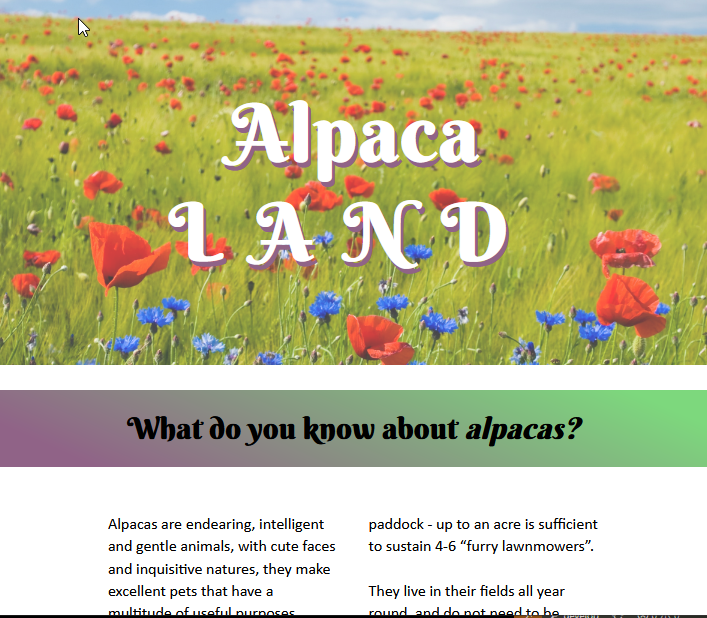 Alpaca
LAND
What do you know about alpacas?
Alpacas are endearing, intelligent
and gentle animals, with cute faces
and inquisitive natures, they make
excellent pets that have a
multitude of useful purposes
paddock - up to an acre is sufficient
to sustain 4-6 “furry lawnmowers”.
They live in their fields all year
round, and do not need to be